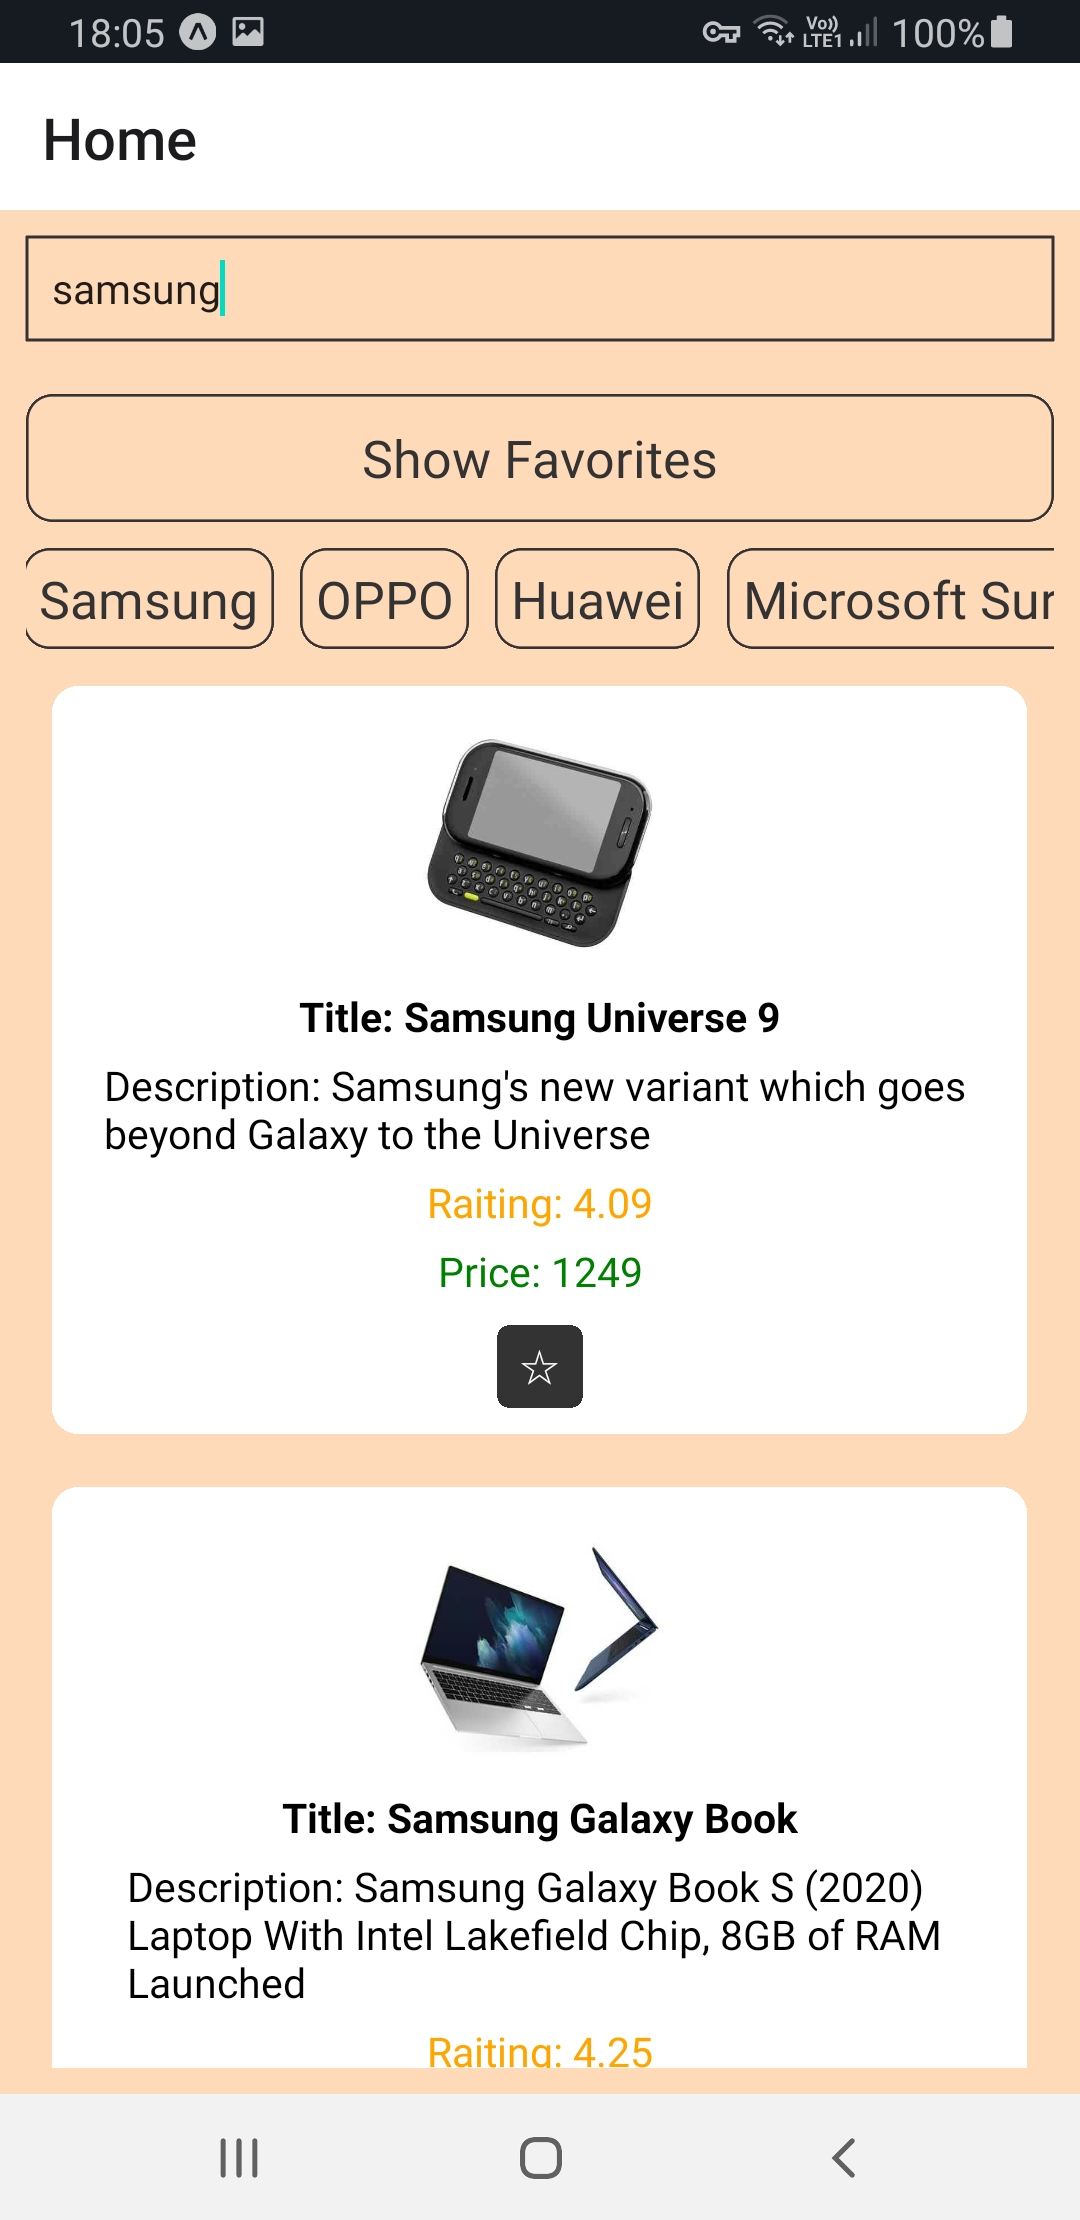 18:05 Vo)) LTE1 100%
Home
samsung
Show Favorites
Samsung OPPO Huawei Microsoft Sur
Title: Samsung Universe 9
Description: Samsung's new variant which goes
beyond Galaxy to the Universe
Raiting: 4.09
Price: 1249
Title: Samsung Galaxy Book
Description: Samsung Galaxy Book S (2020)
Laptop With Intel Lakefield Chip, 8GB of RAM
Launched
Raiting: 4.25